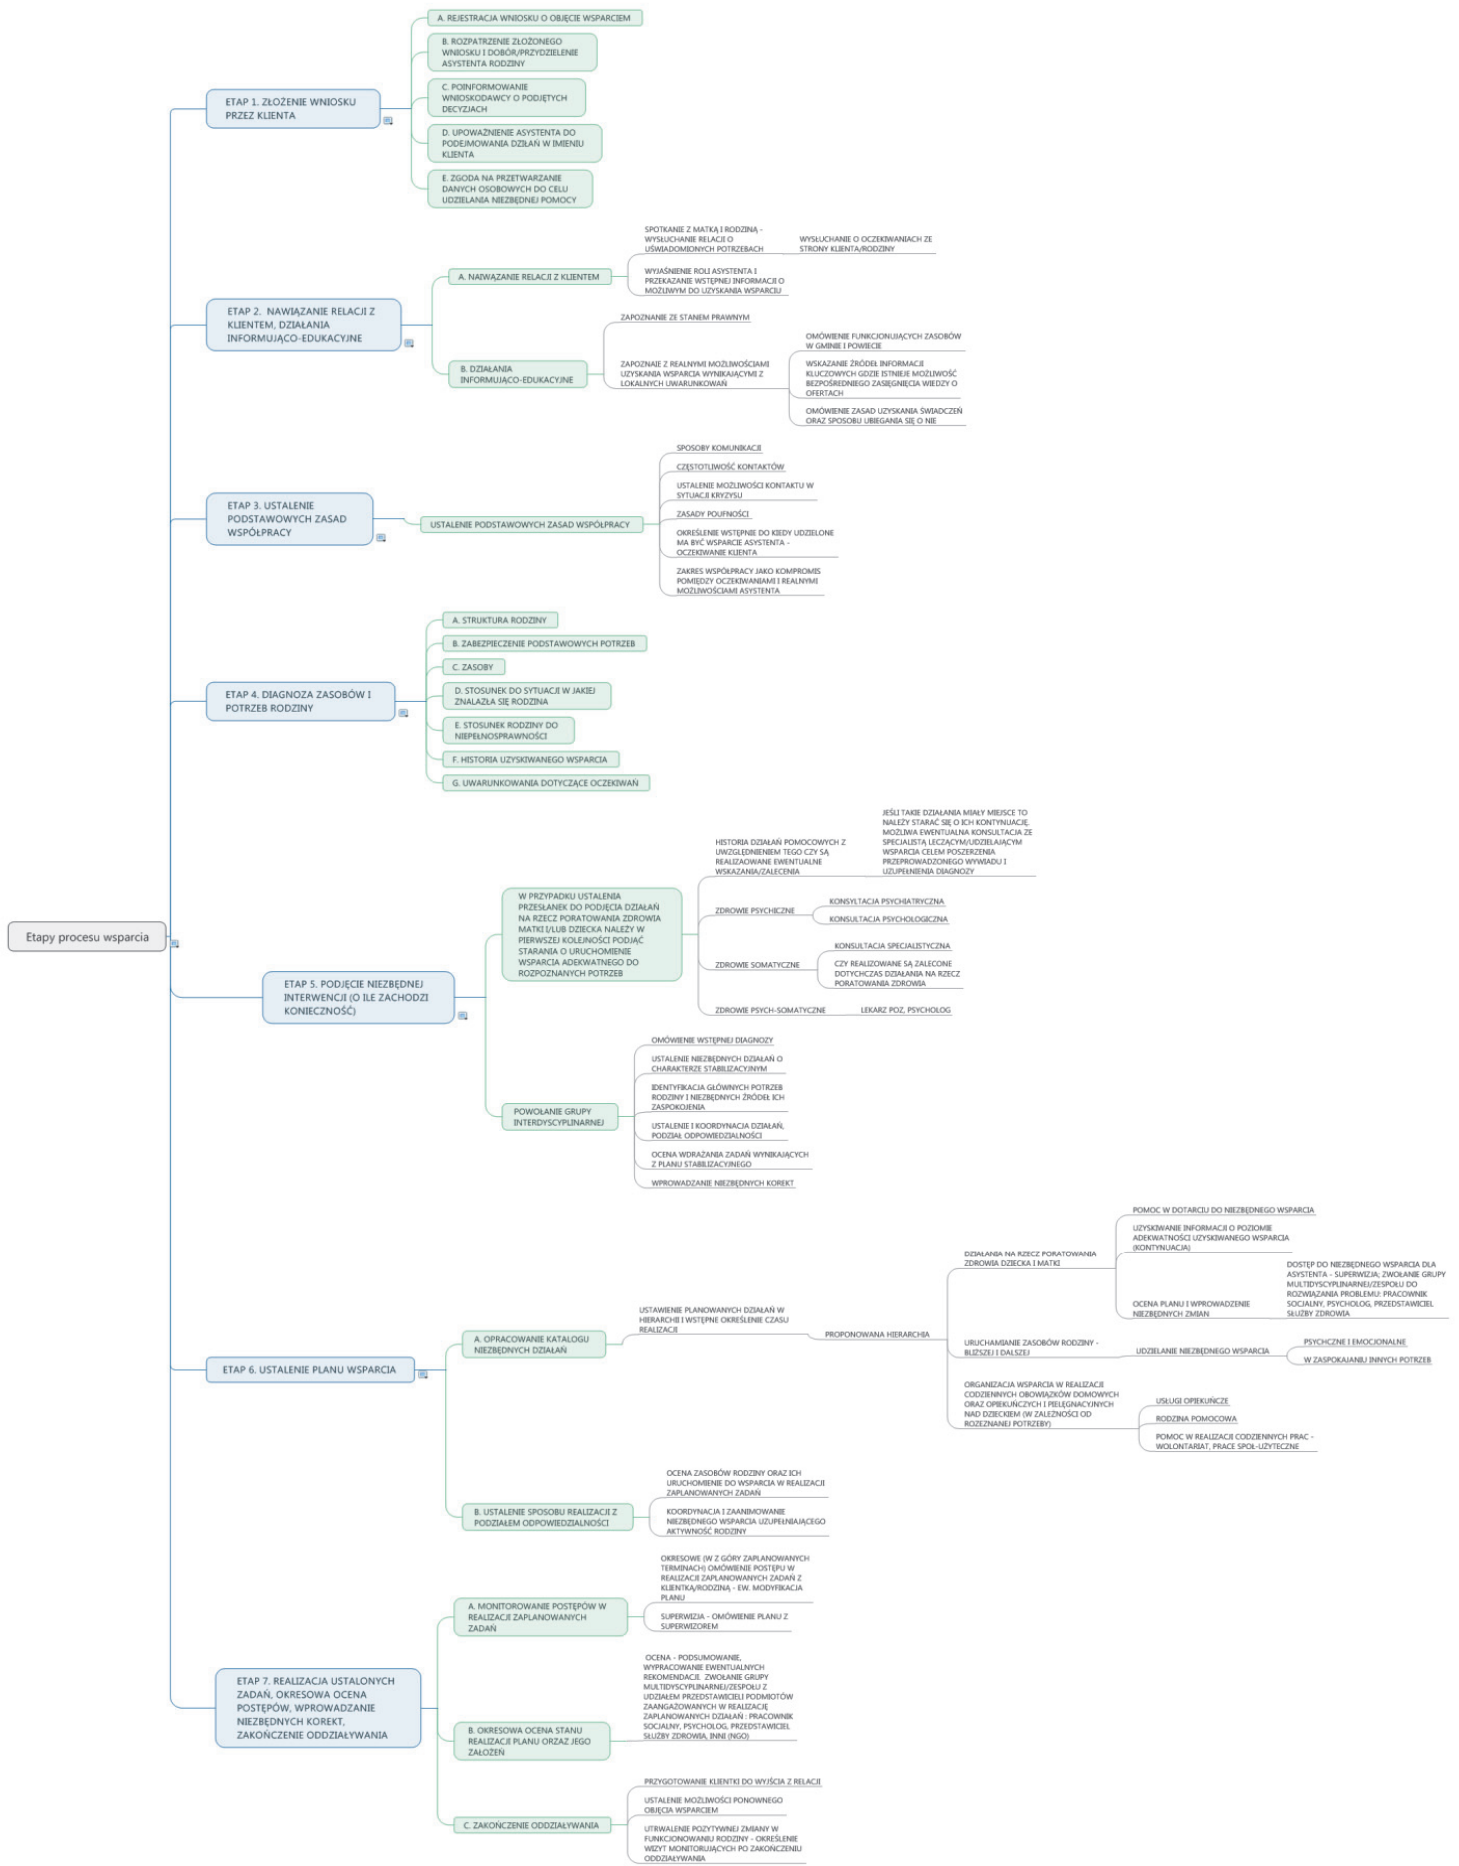 Etapy procesu wsparcia
ETAP 1. ZŁOŻENIE WNIOSKU
PRZEZ KLIENTA
A. REJESTRACJA WNIOSKU O OBJĘCIE WSPARCIEM
B. ROZPATRZENIE ZŁOŻONEGO
WNIOSKU I DOBÓR/PRZYDZIELENIE
ASYSTENTA RODZINY
C. POINFORMOWANIE
WNIOSKODAWCY O PODJĘTYCH
DECYZJACH
D. UPOWAŻNIENIE ASYSTENTA DO
PODEJMOWANIA DZIŁAŃ W IMIENIU
KLIENTA
E. ZGODA NA PRZETWARZANIE
DANYCH OSOBOWYCH DO CELU
UDZIELANIA NIEZBĘDNEJ POMOCY
ETAP 2.  NAWIĄZANIE RELACJI Z
KLIENTEM, DZIAŁANIA
INFORMUJĄCO-EDUKACYJNE
A. NAIWĄZANIE RELACJI Z KLIENTEM
SPOTKANIE Z MATKĄ I RODZINĄ -
WYSŁUCHANIE RELACJI O
UŚWIADOMIONYCH POTRZEBACH
WYSŁUCHANIE O OCZEKIWANIACH ZE
STRONY KLIENTA/RODZINY
WYJAŚNIENIE ROLI ASYSTENTA I
PRZEKAZANIE WSTĘPNEJ INFORMACJI O
MOŻLIWYM DO UZYSKANIA WSPARCIU
B. DZIAŁANIA
INFORMUJĄCO-EDUKACYJNE
ZAPOZNANIE ZE STANEM PRAWNYM
ZAPOZNAIE Z REALNYMI MOŻLIWOŚCIAMI
UZYSKANIA WSPARCIA WYNIKAJĄCYMI Z
LOKALNYCH UWARUNKOWAŃ
OMÓWIENIE FUNKCJONUJĄCYCH ZASOBÓW
W GMINIE I POWIECIE
WSKAZANIE ŹRÓDEŁ INFORMACJI
KLUCZOWYCH GDZIE ISTNIEJE MOŻLIWOŚĆ
BEZPOŚREDNIEGO ZASIĘGNIĘCIA WIEDZY O
OFERTACH
OMÓWIENIE ZASAD UZYSKANIA ŚWIADCZEŃ
ORAZ SPOSOBU UBIEGANIA SIĘ O NIE
ETAP 3. USTALENIE
PODSTAWOWYCH ZASAD
WSPÓŁPRACY
USTALENIE PODSTAWOWYCH ZASAD WSPÓŁPRACY
SPOSOBY KOMUNIKACJI
CZĘSTOTLIWOŚĆ KONTAKTÓW
USTALENIE MOŻLIWOŚCI KONTAKTU W
SYTUACJI KRYZYSU
ZASADY POUFNOŚCI
OKREŚLENIE WSTĘPNIE DO KIEDY UDZIELONE
MA BYĆ WSPARCIE ASYSTENTA -
OCZEKIWANIE KLIENTA
ZAKRES WSPÓŁPRACY JAKO KOMPROMIS
POMIĘDZY OCZEKIWANIAMI I REALNYMI
MOŻLIWOŚCIAMI ASYSTENTA
ETAP 4. DIAGNOZA ZASOBÓW I
POTRZEB RODZINY
A. STRUKTURA RODZINY
B. ZABEZPIECZENIE PODSTAWOWYCH POTRZEB
C. ZASOBY
D. STOSUNEK DO SYTUACJI W JAKIEJ
ZNALAZŁA SIĘ RODZINA
E. STOSUNEK RODZINY DO
NIEPEŁNOSPRAWNOŚCI
F. HISTORIA UZYSKIWANEGO WSPARCIA
G. UWARUNKOWANIA DOTYCZĄCE OCZEKIWAŃ
ETAP 5. PODJĘCIE NIEZBĘDNEJ
INTERWENCJI (O ILE ZACHODZI
KONIECZNOŚĆ)
W PRZYPADKU USTALENIA
PRZESŁANEK DO PODJĘCIA DZIAŁAŃ
NA RZECZ PORATOWANIA ZDROWIA
MATKI I/LUB DZIECKA NALEŻY W
PIERWSZEJ KOLEJNOŚCI PODJĄĆ
STARANIA O URUCHOMIENIE
WSPARCIA ADEKWATNEGO DO
ROZPOZNANYCH POTRZEB
HISTORIA DZIAŁAŃ POMOCOWYCH Z
UWZGLĘDNIENIEM TEGO CZY SĄ
REALIZAOWANE EWENTUALNE
WSKAZANIA/ZALECENIA
JEŚLI TAKIE DZIAŁANIA MIAŁY MIEJSCE TO
NALEŻY STARAĆ SIĘ O ICH KONTYNUACJĘ.
MOŻLIWA EWENTUALNA KONSULTACJA ZE
SPECJALISTĄ LECZĄCYM/UDZIELAJĄCYM
WSPARCIA CELEM POSZERZENIA
PRZEPROWADZONEGO WYWIADU I
UZUPEŁNIENIA DIAGNOZY
ZDROWIE PSYCHICZNE
KONSYLTACJA PSYCHIATRYCZNA
KONSULTACJA PSYCHOLOGICZNA
ZDROWIE SOMATYCZNE
KONSULTACJA SPECJALISTYCZNA
CZY REALIZOWANE SĄ ZALECONE
DOTYCHCZAS DZIAŁANIA NA RZECZ
PORATOWANIA ZDROWIA
ZDROWIE PSYCH-SOMATYCZNE
LEKARZ POZ, PSYCHOLOG
POWOŁANIE GRUPY
INTERDYSCYPLINARNEJ
OMÓWIENIE WSTĘPNEJ DIAGNOZY
USTALENIE NIEZBĘDNYCH DZIAŁAŃ O
CHARAKTERZE STABILIZACYJNYM
IDENTYFIKACJA GŁÓWNYCH POTRZEB
RODZINY I NIEZBĘDNYCH ŹRÓDEŁ ICH
ZASPOKOJENIA
USTALENIE I KOORDYNACJA DZIAŁAŃ,
PODZIAŁ ODPOWIEDZIALNOŚCI
OCENA WDRAŻANIA ZADAŃ WYNIKAJĄCYCH
Z PLANU STABILIZACYJNEGO
WPROWADZANIE NIEZBĘDNYCH KOREKT
ETAP 6. USTALENIE PLANU WSPARCIA
A. OPRACOWANIE KATALOGU
NIEZBĘDNYCH DZIAŁAŃ
USTAWIENIE PLANOWANYCH DZIAŁAŃ W
HIERARCHII I WSTĘPNE OKREŚLENIE CZASU
REALIZACJI
PROPONOWANA HIERARCHIA
DZIAŁANIA NA RZECZ PORATOWANIA
ZDROWIA DZIECKA I MATKI
POMOC W DOTARCIU DO NIEZBĘDNEGO WSPARCIA
UZYSKIWANIE INFORMACJI O POZIOMIE
ADEKWATNOŚCI UZYSKIWANEGO WSPARCIA
(KONTYNUACJA)
OCENA PLANU I WPROWADZENIE
NIEZBĘDNYCH ZMIAN
DOSTĘP DO NIEZBĘDNEGO WSPARCIA DLA
ASYSTENTA - SUPERWIZJA; ZWOŁANIE GRUPY
MULTIDYSCYPLINARNEJ/ZESPOŁU DO
ROZWIĄZANIA PROBLEMU: PRACOWNIK
SOCJALNY, PSYCHOLOG, PRZEDSTAWICIEL
SŁUŻBY ZDROWIA
URUCHAMIANIE ZASOBÓW RODZINY -
BLIŻSZEJ I DALSZEJ
UDZIELANIE NIEZBĘDNEGO WSPARCIA
PSYCHCZNE I EMOCJONALNE
W ZASPOKAJANIU INNYCH POTRZEB
ORGANIZACJA WSPARCIA W REALIZACJI
CODZIENNYCH OBOWIĄZKÓW DOMOWYCH
ORAZ OPIEKUŃCZYCH I PIELĘGNACYJNYCH
NAD DZIECKIEM (W ZALEŻNOŚCI OD
ROZEZNANEJ POTRZEBY)
USŁUGI OPIEKUŃCZE
RODZINA POMOCOWA
POMOC W REALIZACJI CODZIENNYCH PRAC -
WOLONTARIAT, PRACE SPOŁ-UŻYTECZNE
B. USTALENIE SPOSOBU REALIZACJI Z
PODZIAŁEM ODPOWIEDZIALNOŚCI
OCENA ZASOBÓW RODZINY ORAZ ICH
URUCHOMIENIE DO WSPARCIA W REALIZACJI
ZAPLANOWANYCH ZADAŃ
KOORDYNACJA I ZAANIMOWANIE
NIEZBĘDNEGO WSPARCIA UZUPEŁNIAJĄCEGO
AKTYWNOŚĆ RODZINY
ETAP 7. REALIZACJA USTALONYCH
ZADAŃ, OKRESOWA OCENA
POSTĘPÓW, WPROWADZANIE
NIEZBĘDNYCH KOREKT,
ZAKOŃCZENIE ODDZIAŁYWANIA
A. MONITOROWANIE POSTĘPÓW W
REALIZACJI ZAPLANOWANYCH
ZADAŃ
OKRESOWE (W Z GÓRY ZAPLANOWANYCH
TERMINACH) OMÓWIENIE POSTĘPU W
REALIZACJI ZAPLANOWANYCH ZADAŃ Z
KLIENTKĄ/RODZINĄ - EW. MODYFIKACJA
PLANU
SUPERWIZJA - OMÓWIENIE PLANU Z
SUPERWIZOREM
B. OKRESOWA OCENA STANU
REALIZACJI PLANU ORZAZ JEGO
ZAŁOŻEŃ
OCENA - PODSUMOWANIE,
WYPRACOWANIE EWENTUALNYCH
REKOMENDACJI.  ZWOŁANIE GRUPY
MULTIDYSCYPLINARNEJ/ZESPOŁU Z
UDZIAŁEM PRZEDSTAWICIELI PODMIOTÓW
ZAANGAŻOWANYCH W REALIZACJĘ
ZAPLANOWANYCH DZIAŁAŃ : PRACOWNIK
SOCJALNY, PSYCHOLOG, PRZEDSTAWICIEL
SŁUŻBY ZDROWIA, INNI (NGO)
C. ZAKOŃCZENIE ODDZIAŁYWANIA
PRZYGOTOWANIE KLIENTKI DO WYJŚCIA Z RELACJI
USTALENIE MOŻLIWOŚCI PONOWNEGO
OBJĘCIA WSPARCIEM
UTRWALENIE POZYTYWNEJ ZMIANY W
FUNKCJONOWANIU RODZINY - OKREŚLENIE
WIZYT MONITORUJĄCYCH PO ZAKOŃCZENIU
ODDZIAŁYWANIA